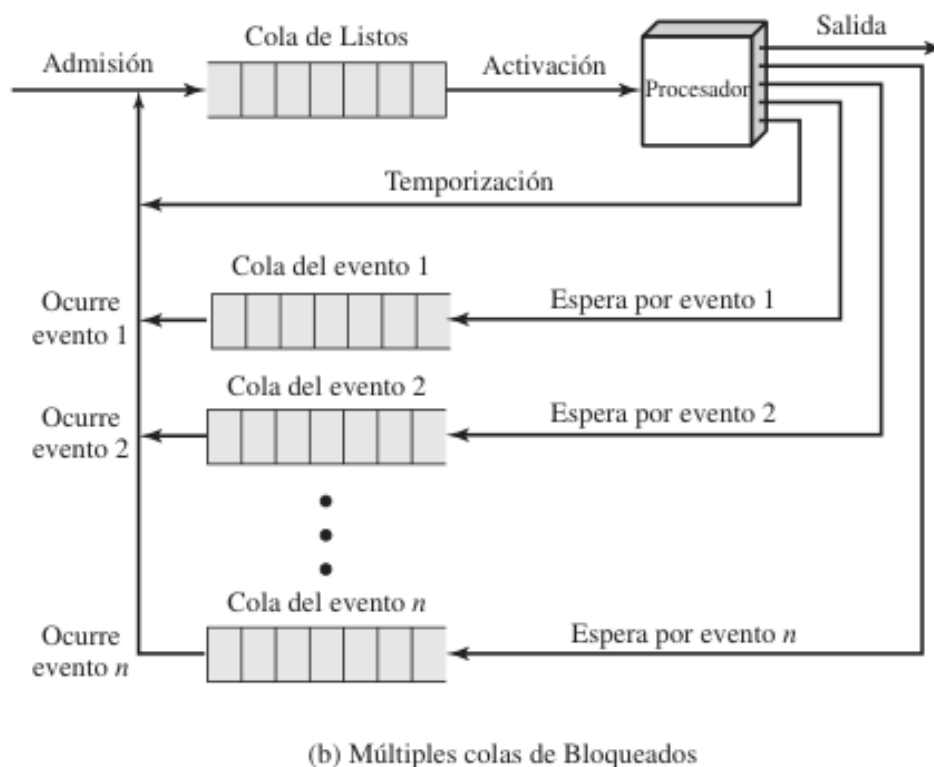 Cola de Listos
Salida
Admisión
Activación
Procesador
Temporización
Cola del evento 1
Ocurre
evento 1
Espera por evento 1
Cola del evento 2
Ocurre
evento 2
Espera por evento 2
Cola del evento n
Ocurre
evento n
Espera por evento n
(b) Múltiples colas de Bloqueados